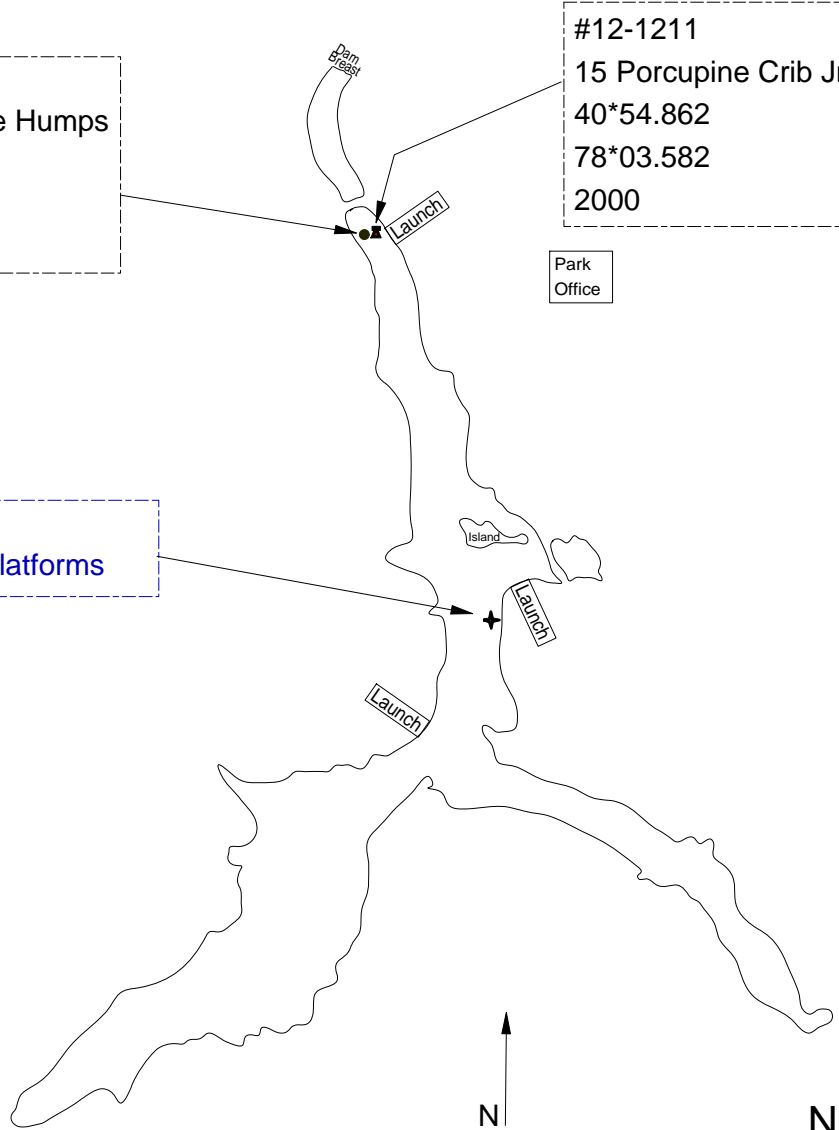 Dam
Breast
#12-1211
15 Porcupine Crib Jr
40*54.862
78*03.582
2000
Humps
Launch
Park
Office
Island
Launch
Launch
N
N